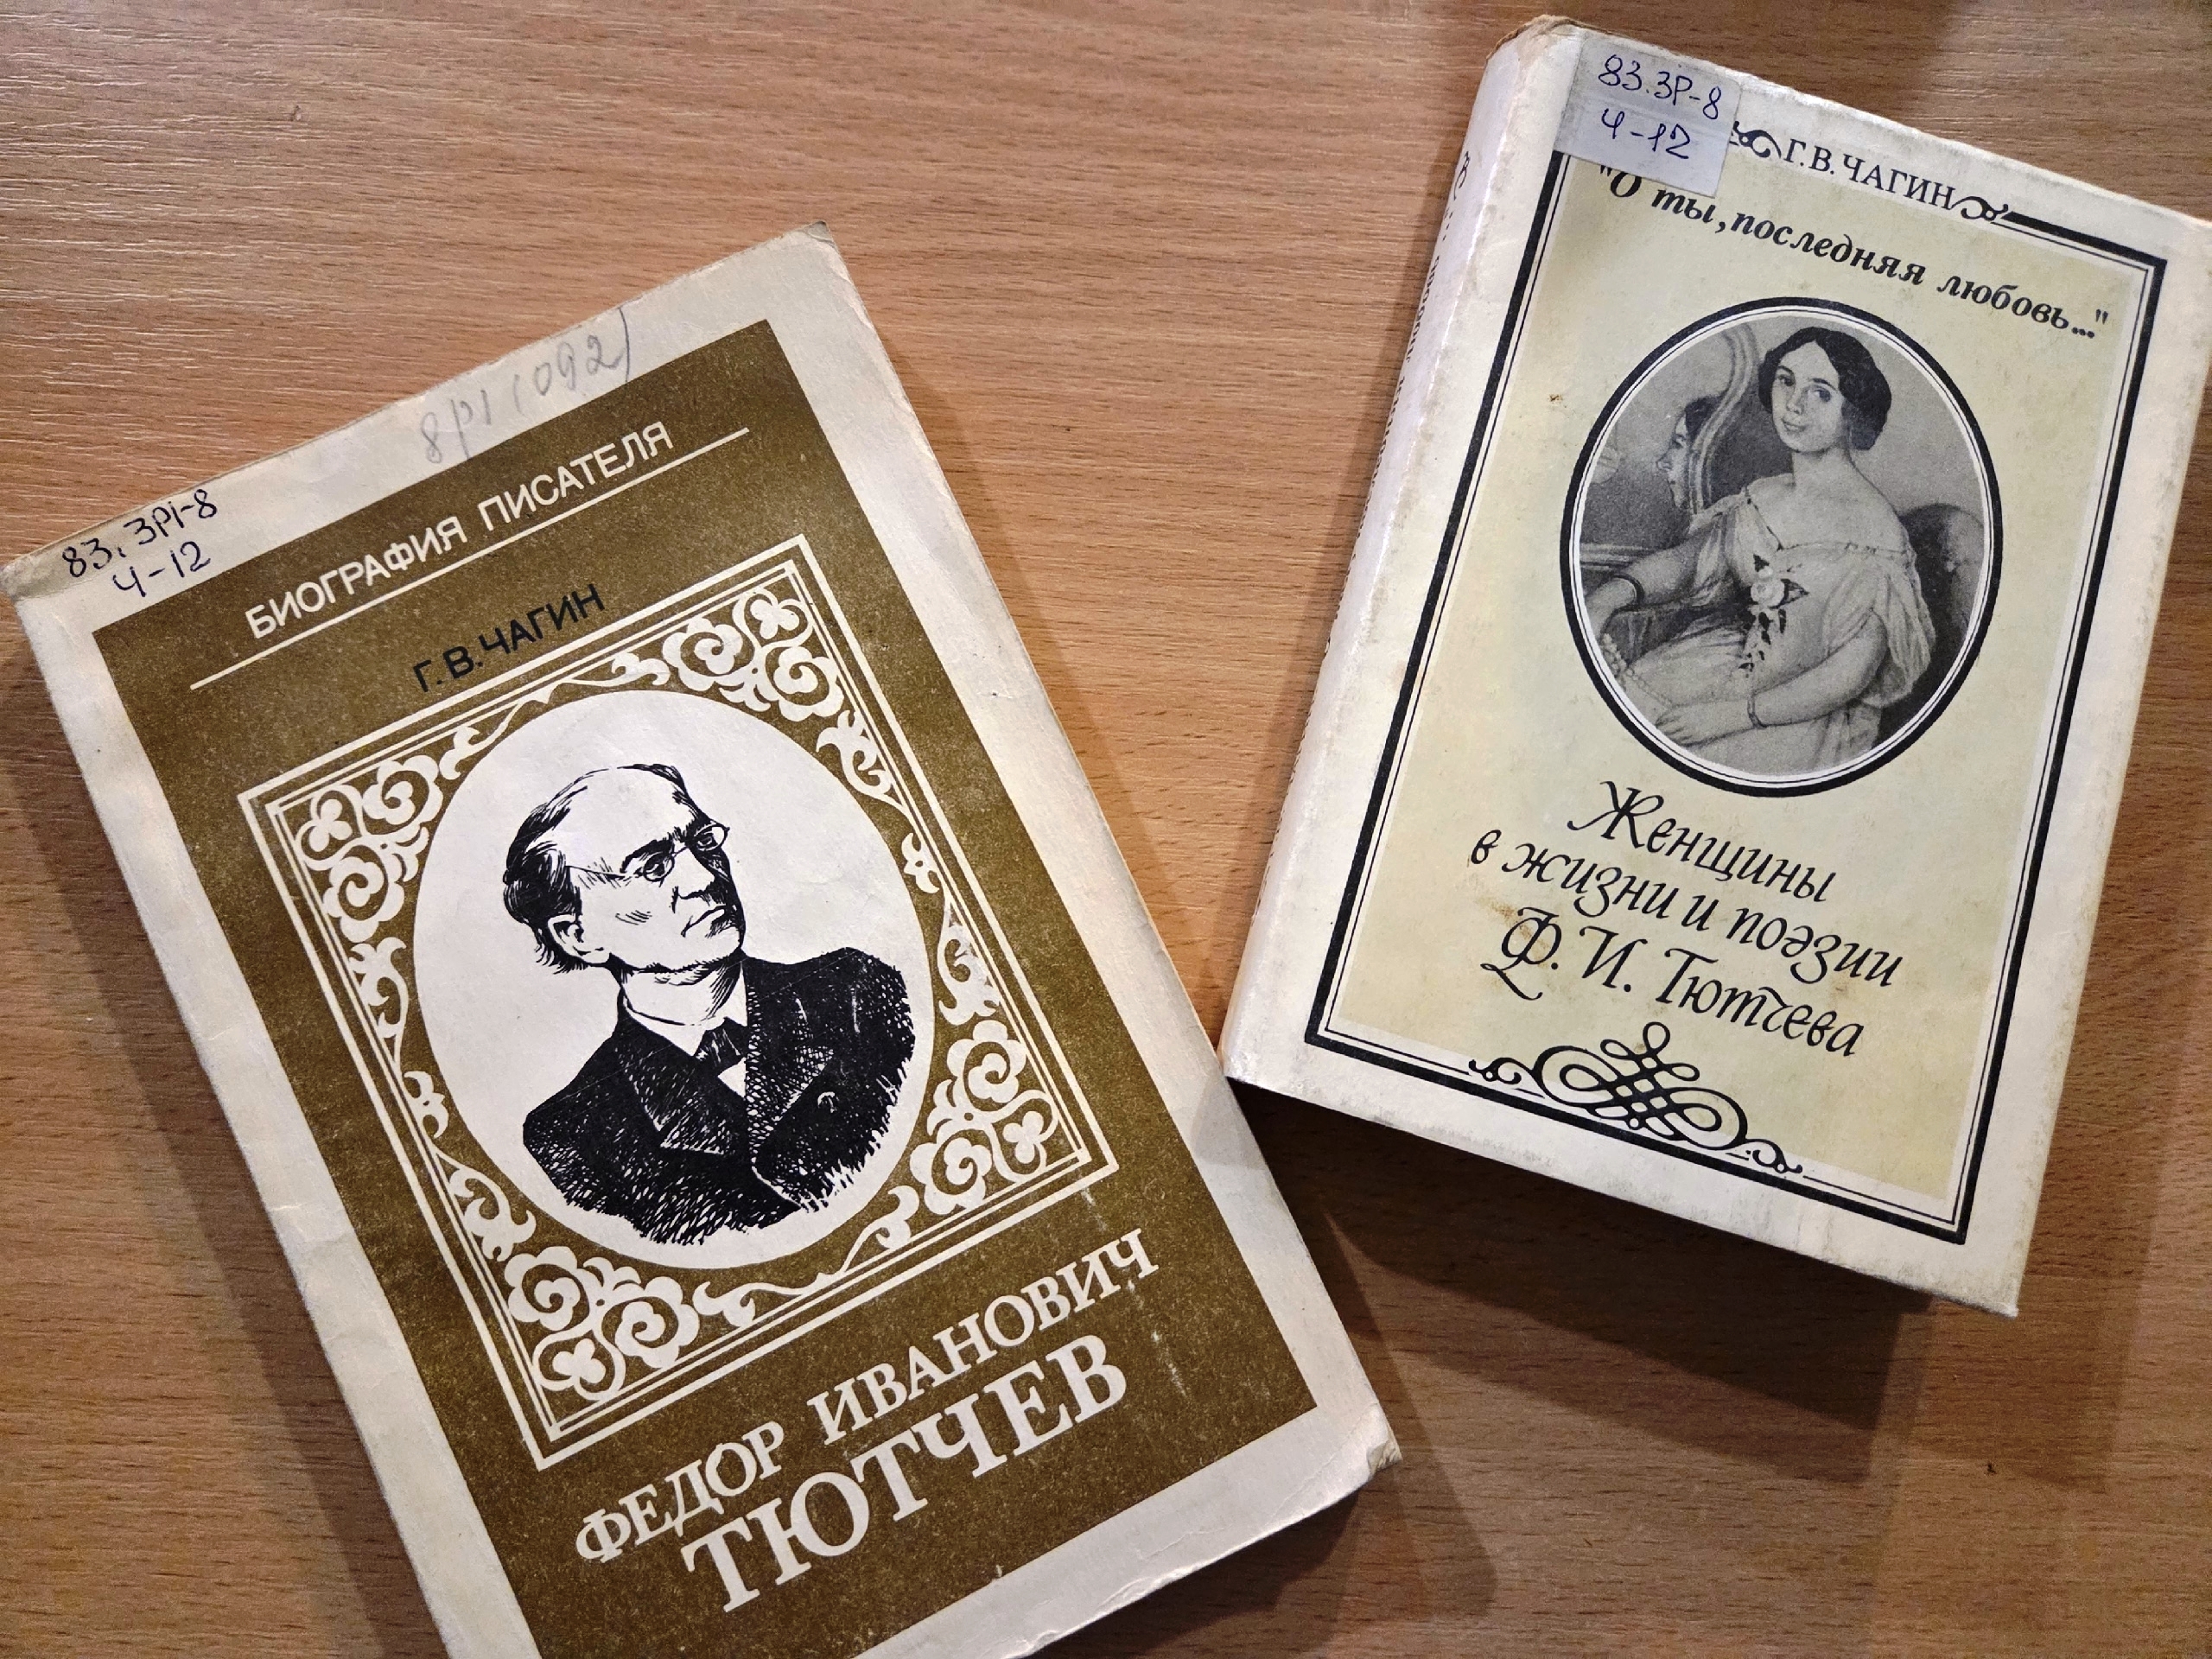 8р1(092)
83.3Р1-8
Ч-12
БИОГРАФИЯ ПИСАТЕЛЯ
Г. В. ЧАГИН
ФЕДОР ИВАНОВИЧ
ТЮТЧЕВ
83.3Р-8
Ч-12
Г.В. ЧАГИН
"О ты, последняя любовь..."
Женщины
в жизни и поэзии
Ф. И. Тютчева